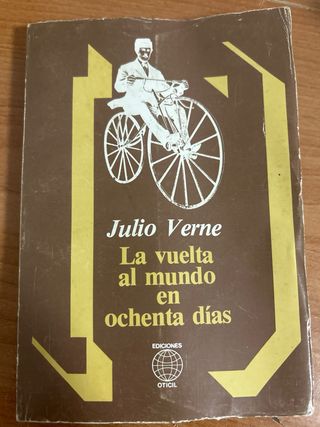 Julio Verne
La vuelta
al mundo
en
ochenta días
EDICIONES
OTICIL